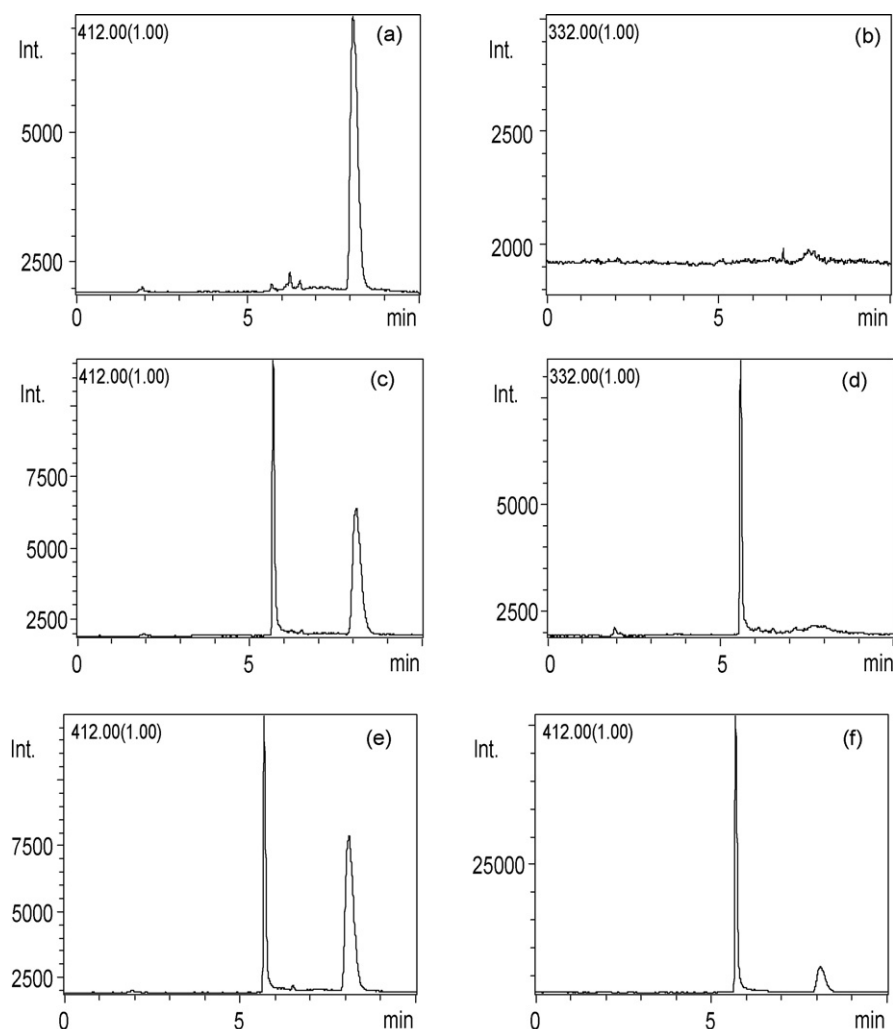 412.00(1.00)
(a)
Int.
5000
2500
0
5
min
332.00(1.00)
(b)
Int.
2500
2000
0
5
min
412.00(1.00)
(c)
Int.
7500
5000
2500
0
5
min
332.00(1.00)
(d)
Int.
5000
2500
0
5
min
412.00(1.00)
(e)
Int.
7500
5000
2500
0
5
min
412.00(1.00)
(f)
Int.
25000
0
5
min